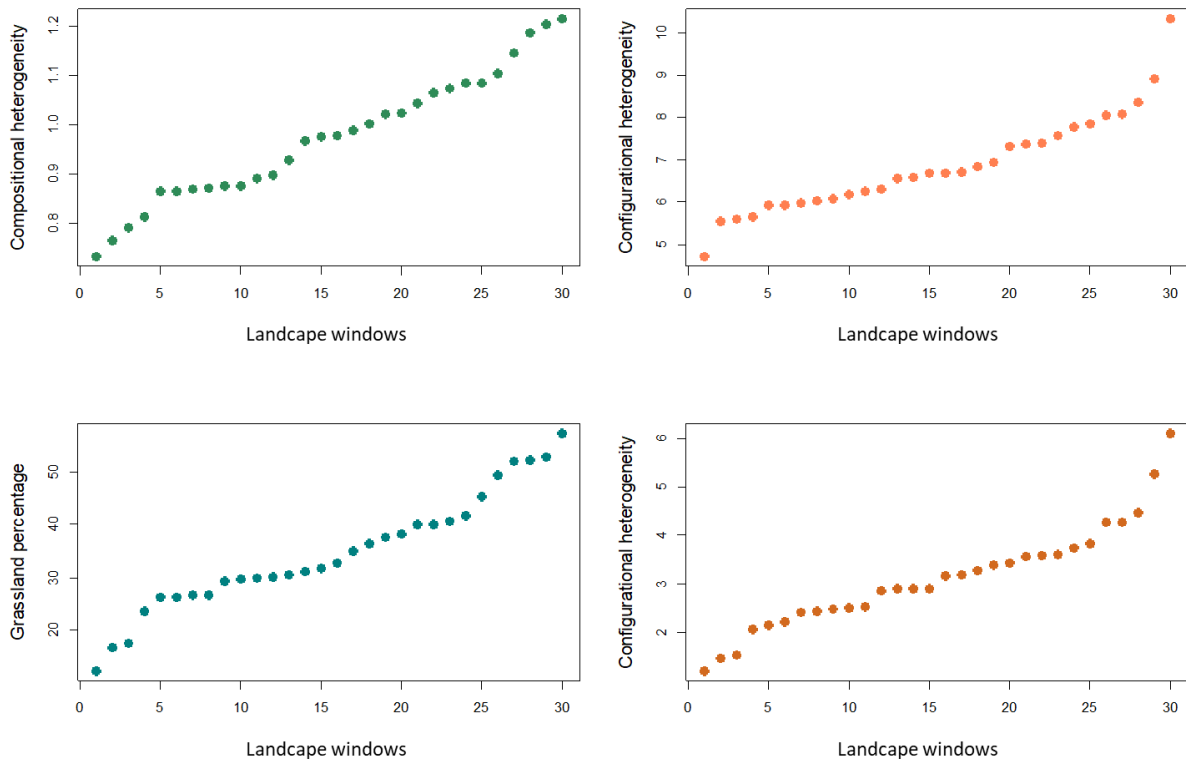 Compositional heterogeneity
0.8 0.9 1.0 1.1 1.2
0 5 10 15 20 25 30
Landcape windows
Configurational heterogeneity
5 6 7 8 9 10
0 5 10 15 20 25 30
Landcape windows
Grassland percentage
20 30 40 50
0 5 10 15 20 25 30
Landcape windows
Configurational heterogeneity
2 3 4 5 6
0 5 10 15 20 25 30
Landcape windows